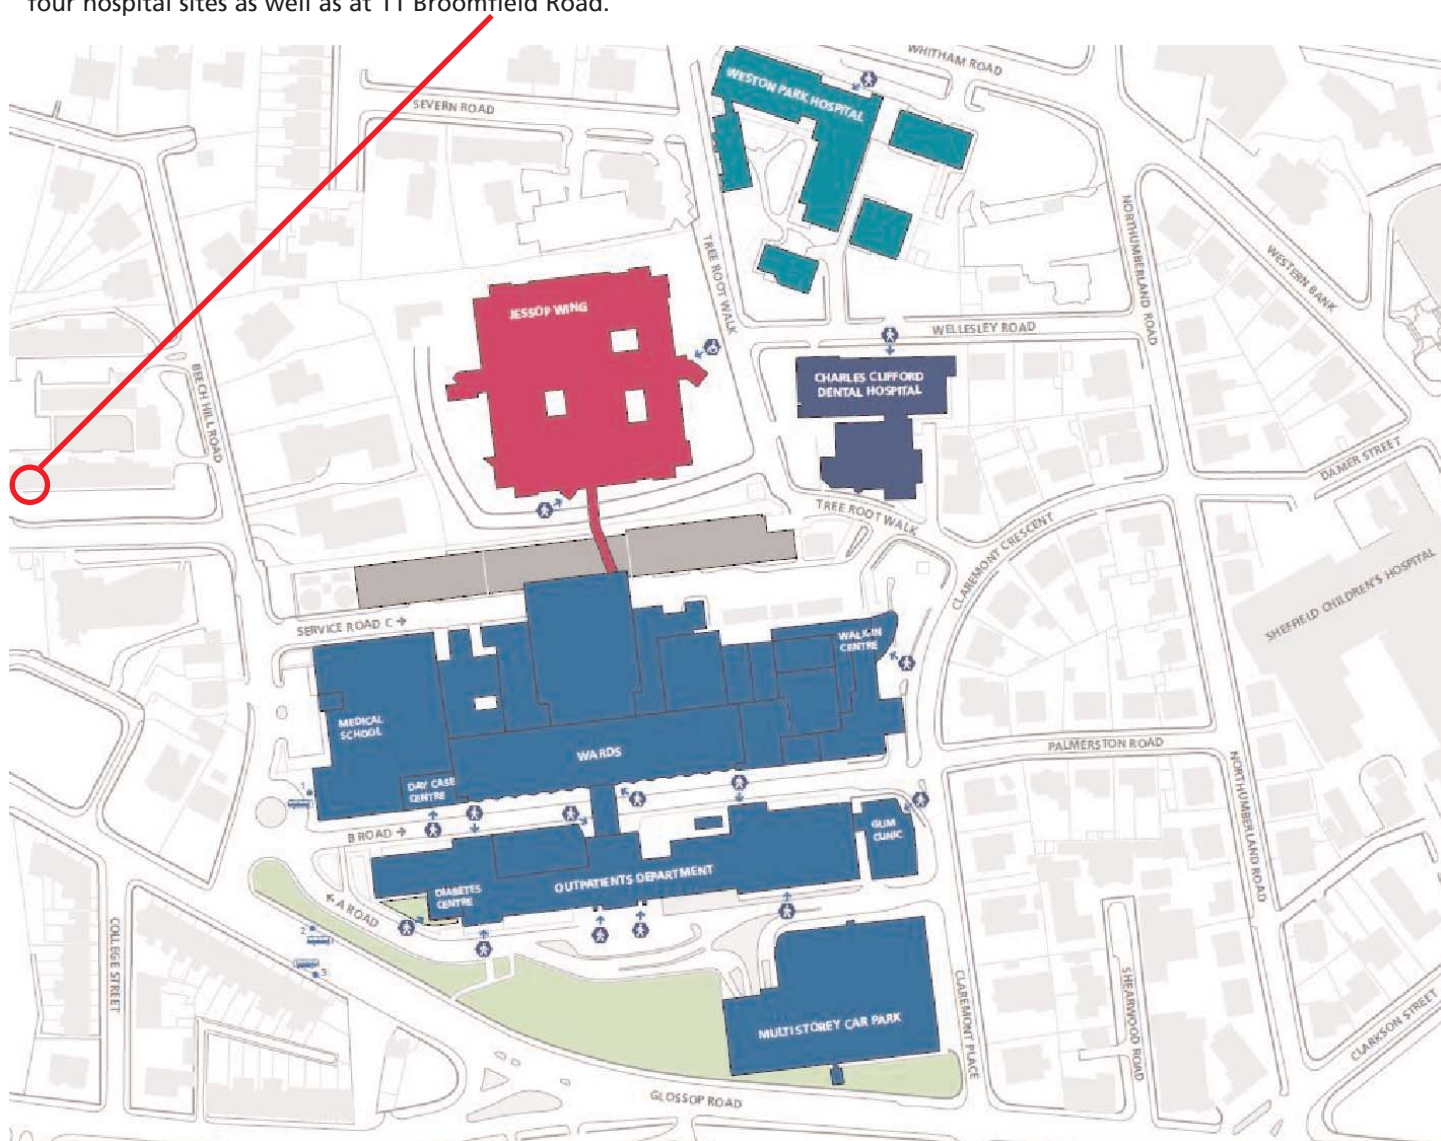 four hospital sites as well as at 11 Broomfield Road.
WHITHAM ROAD
WESTON PARK HOSPITAL
SEVERN ROAD
NORTHUMBERLAND ROAD
WESTERN BANK
TREE ROOT WALK
JESSOP WING
WELLESLEY ROAD
BEECH HILL ROAD
CHARLES CLIFFORD
DENTAL HOSPITAL
DAMER STREET
TREE ROOT WALK
CLAREMONT CRESCENT
SHEFFIELD CHILDREN'S HOSPITAL
SERVICE ROAD C
WALK-IN
CENTRE
MEDICAL
SCHOOL
WARDS
PALMERSTON ROAD
DAY CASE
CENTRE
1
B ROAD
GUM
CLINIC
NORTHUMBERLAND ROAD
OUTPATIENTS DEPARTMENT
DIABETES
CENTRE
A ROAD
2
3
COLLEGE STREET
CLAREMONT PLACE
SHEARWOOD ROAD
MULTISTOREY CAR PARK
CLARKSON STREET
GLOSSOP ROAD